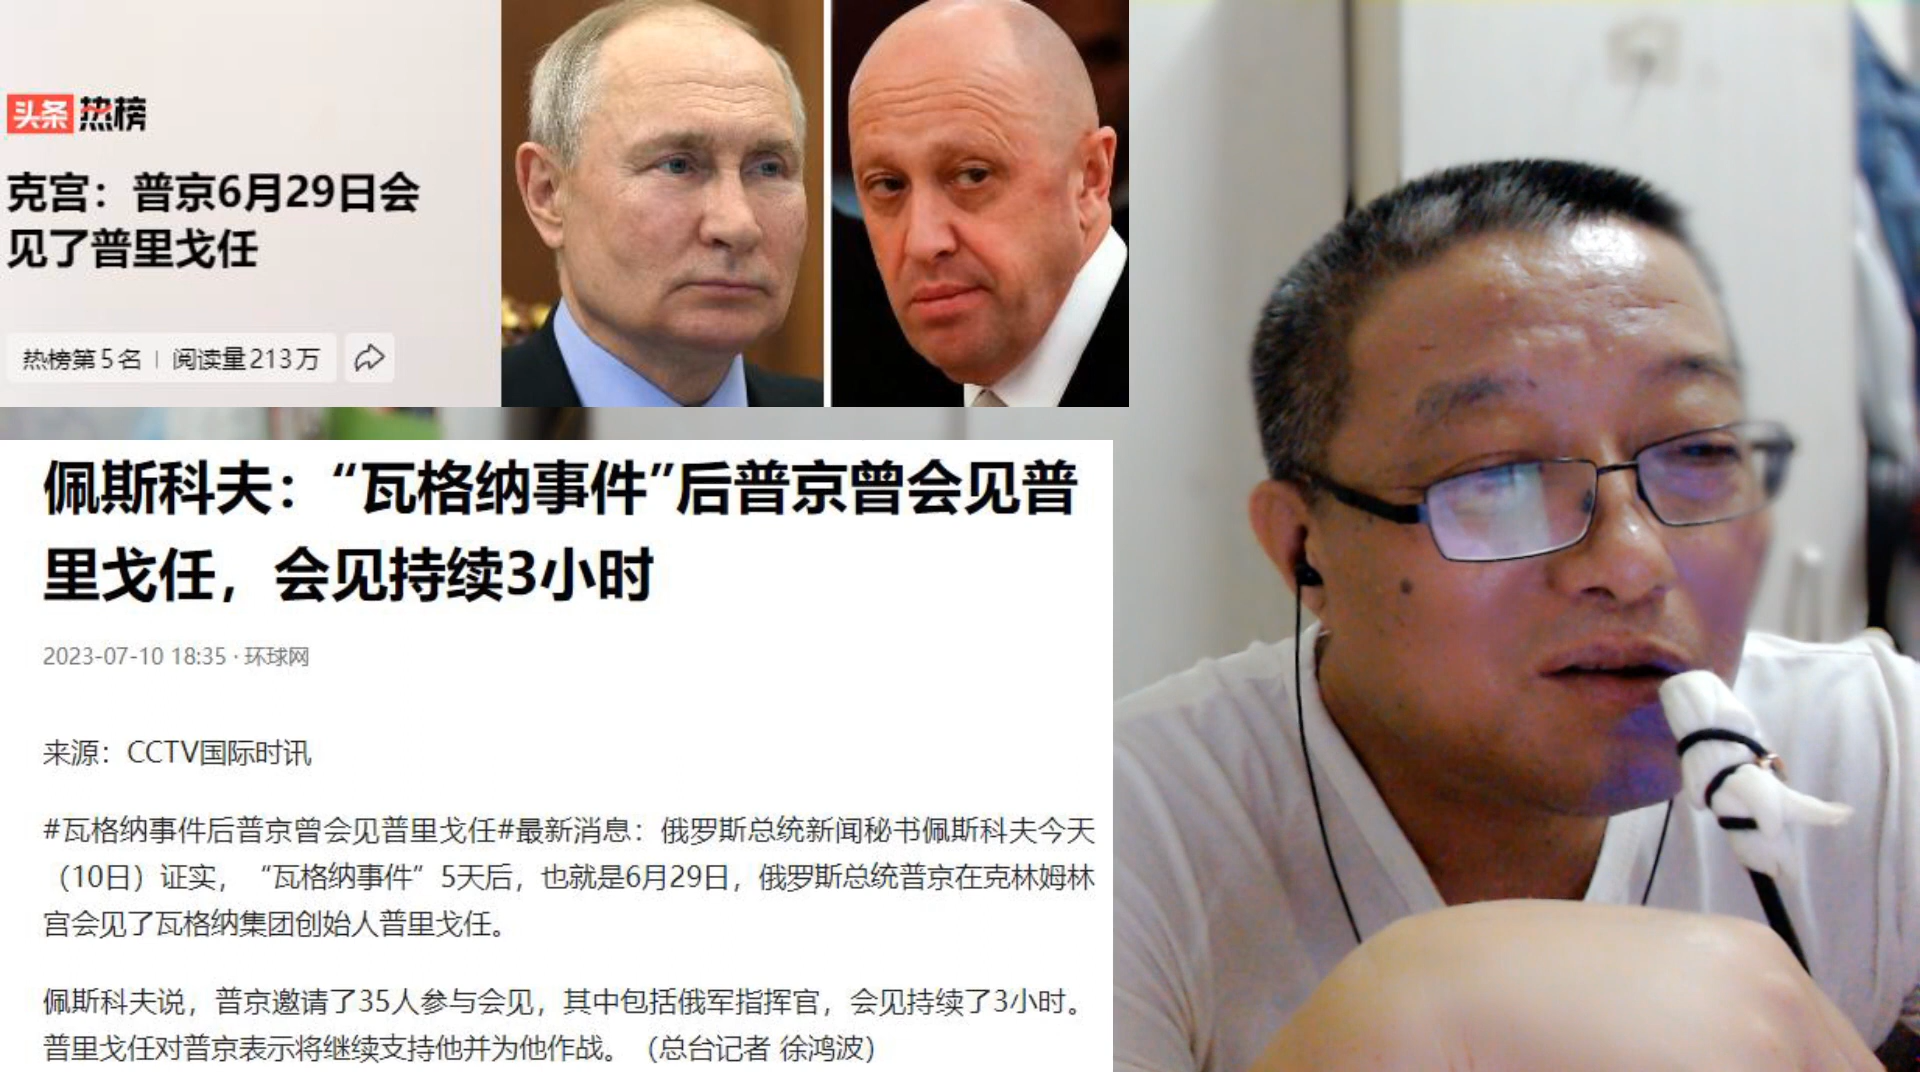 头条 热榜
克宫：普京6月29日会
见了普里戈任
热榜第5名 | 阅读量213万
佩斯科夫：“瓦格纳事件”后普京曾会见普
里戈任，会见持续3小时
2023-07-10 18:35 · 环球网
来源：CCTV国际时讯
#瓦格纳事件后普京曾会见普里戈任#最新消息：俄罗斯总统新闻秘书佩斯科夫今天
（10日）证实，“瓦格纳事件”5天后，也就是6月29日，俄罗斯总统普京在克林姆林
宫会见了瓦格纳集团创始人普里戈任。
佩斯科夫说，普京邀请了35人参与会见，其中包括俄军指挥官，会见持续了3小时。
普里戈任对普京表示将继续支持他并为他作战。（总台记者 徐鸿波）